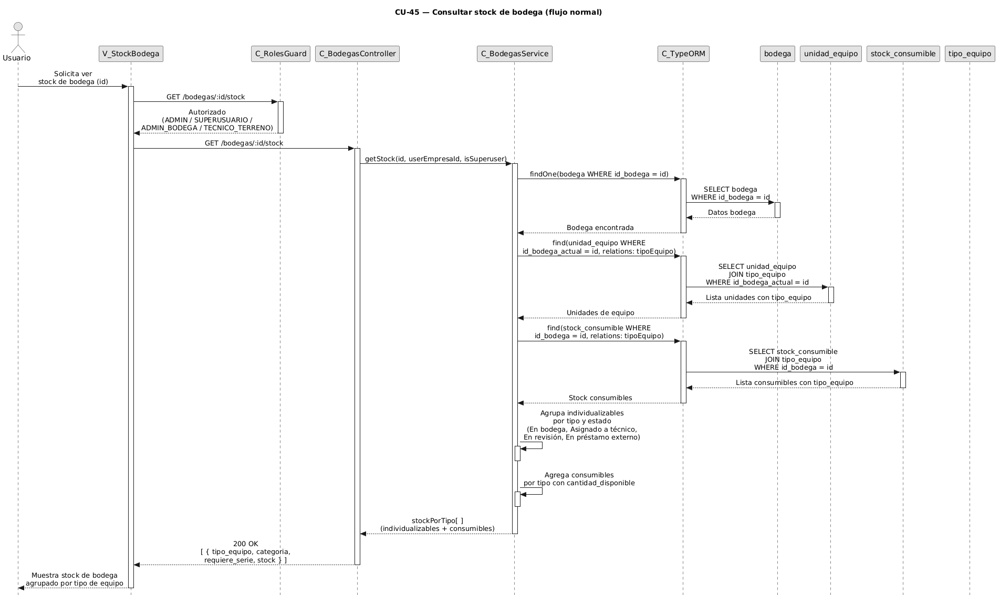 CU-45 — Consultar stock de bodega (flujo normal)
Usuario
V_StockBodega
C_RolesGuard
C_BodegasController
C_BodegasService
C_TypeORM
bodega
unidad_equipo
stock_consumible
tipo_equipo
Solicita ver
stock de bodega (id)
GET /bodegas/:id/stock
Autorizado
(ADMIN / SUPERUSUARIO /
ADMIN_BODEGA / TECNICO_TERRENO)
GET /bodegas/:id/stock
getStock(id, userEmpresaId, isSuperuser)
findOne(bodega WHERE id_bodega = id)
SELECT bodega
WHERE id_bodega = id
Datos bodega
Bodega encontrada
find(unidad_equipo WHERE
id_bodega_actual = id, relations: tipoEquipo)
SELECT unidad_equipo
JOIN tipo_equipo
WHERE id_bodega_actual = id
Lista unidades con tipo_equipo
Unidades de equipo
find(stock_consumible WHERE
id_bodega = id, relations: tipoEquipo)
SELECT stock_consumible
JOIN tipo_equipo
WHERE id_bodega = id
Lista consumibles con tipo_equipo
Stock consumibles
Agrupa individualizables
por tipo y estado
(En bodega, Asignado a técnico,
En revisión, En préstamo externo)
Agrega consumibles
por tipo con cantidad_disponible
stockPorTipo[ ]
(individualizables + consumibles)
200 OK
[ { tipo_equipo, categoria,
requiere_serie, stock } ]
Muestra stock de bodega
agrupado por tipo de equipo